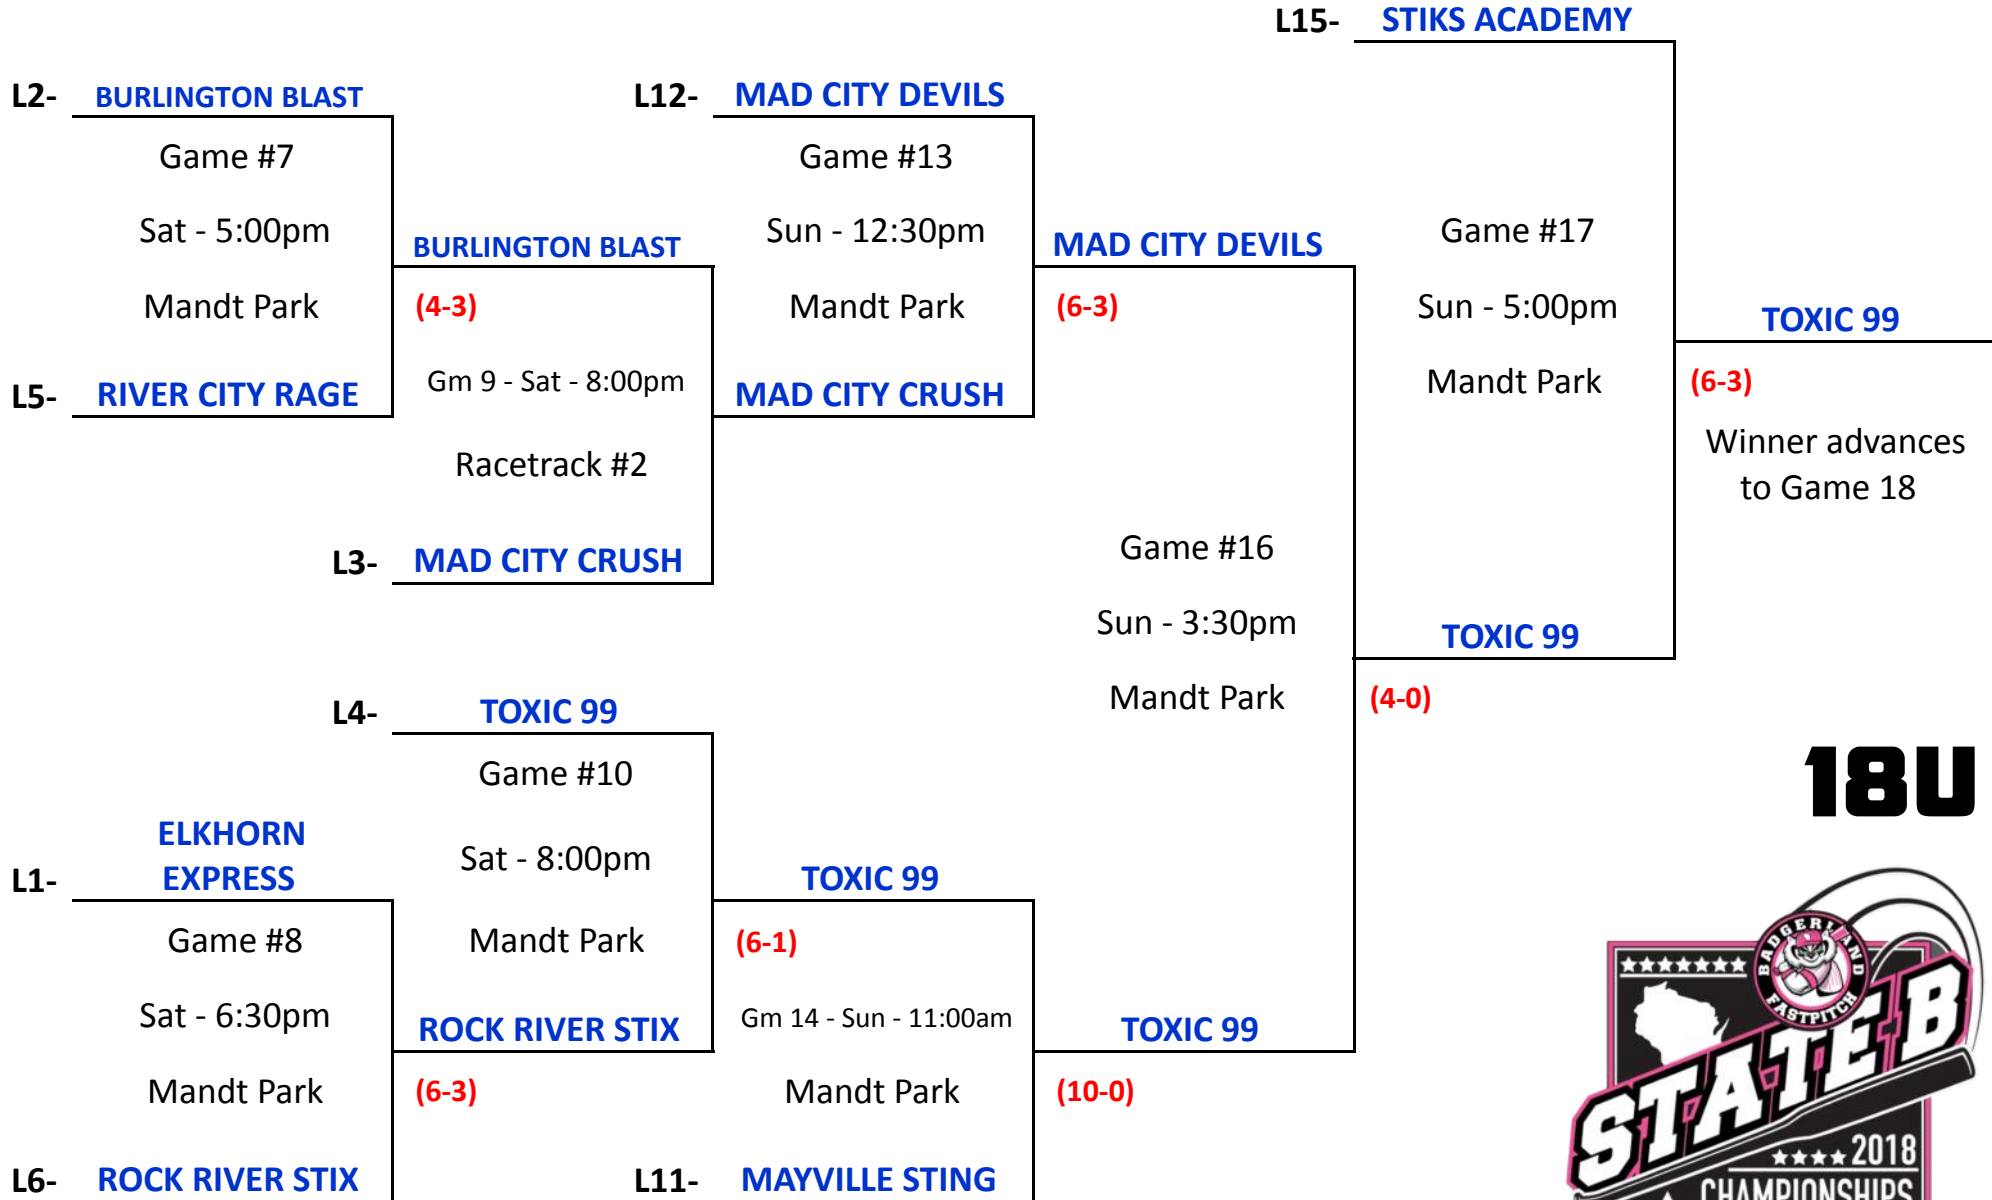 L15- STIKS ACADEMY
L2- BURLINGTON BLAST
L12- MAD CITY DEVILS
Game #7
Game #13
Sat - 5:00pm
BURLINGTON BLAST
Sun - 12:30pm
MAD CITY DEVILS
Game #17
Mandt Park
(4-3)
Mandt Park
(6-3)
Sun - 5:00pm
TOXIC 99
L5- RIVER CITY RAGE
Gm 9 - Sat - 8:00pm
MAD CITY CRUSH
Mandt Park
(6-3)
Racetrack #2
Winner advances
to Game 18
L3- MAD CITY CRUSH
Game #16
Sun - 3:30pm
TOXIC 99
L4- TOXIC 99
Mandt Park
(4-0)
Game #10
18U
ELKHORN
EXPRESS
L1-
Sat - 8:00pm
TOXIC 99
Game #8
Mandt Park
(6-1)
Sat - 6:30pm
ROCK RIVER STIX
Gm 14 - Sun - 11:00am
TOXIC 99
Mandt Park
(6-3)
Mandt Park
(10-0)
L6- ROCK RIVER STIX
L11- MAYVILLE STING
BADGERLAND
FASTPITCH
STATE B
2018
CHAMPIONSHIPS